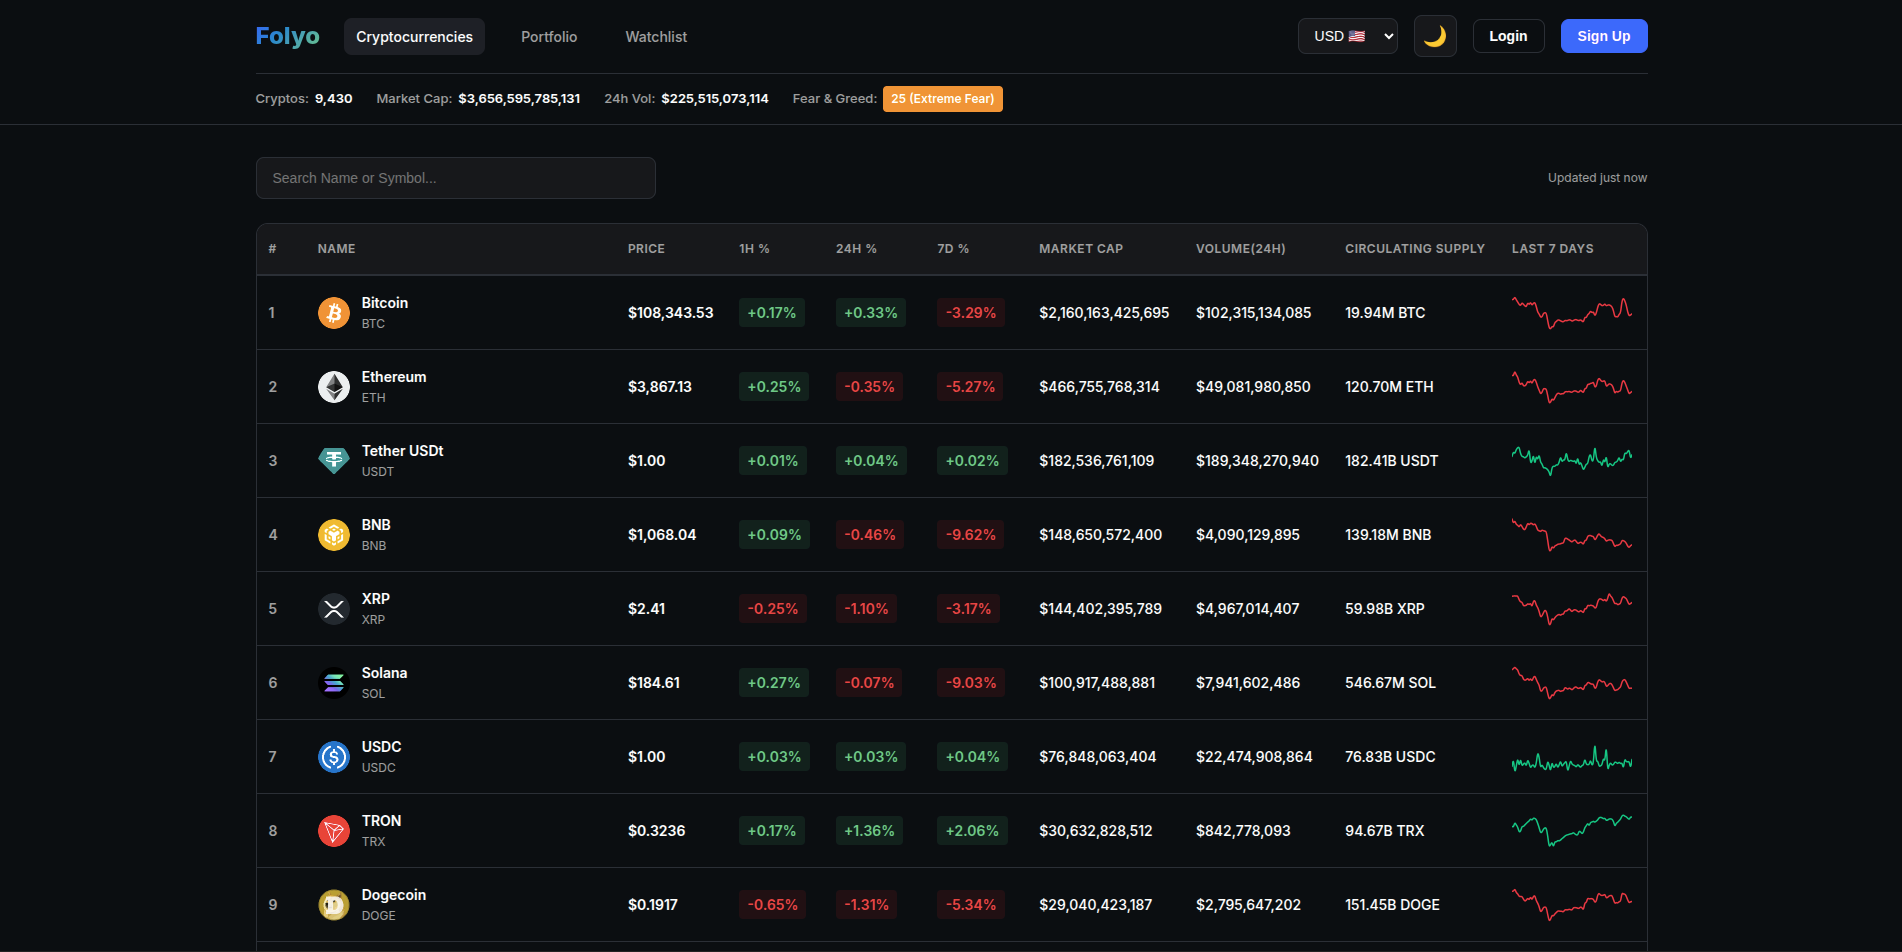 Folyo Cryptocurrencies Portfolio Watchlist USD 🇺🇸 Login Sign Up
Cryptos: 9,430 Market Cap: $3,656,595,785,131 24h Vol: $225,515,073,114 Fear & Greed: 25 (Extreme Fear)
Search Name or Symbol... Updated just now
# NAME PRICE 1H % 24H % 7D % MARKET CAP VOLUME(24H) CIRCULATING SUPPLY LAST 7 DAYS
1 Bitcoin $108,343.53 +0.17% +0.33% -3.29% $2,160,163,425,695 $102,315,134,085 19.94M BTC
BTC
2 Ethereum $3,867.13 +0.25% -0.35% -5.27% $466,755,768,314 $49,081,980,850 120.70M ETH
ETH
3 Tether USDt $1.00 +0.01% +0.04% +0.02% $182,536,761,109 $189,348,270,940 182.41B USDT
USDT
4 BNB $1,068.04 +0.09% -0.46% -9.62% $148,650,572,400 $4,090,129,895 139.18M BNB
BNB
5 XRP $2.41 -0.25% -1.10% -3.17% $144,402,395,789 $4,967,014,407 59.98B XRP
XRP
6 Solana $184.61 +0.27% -0.07% -9.03% $100,917,488,881 $7,941,602,486 546.67M SOL
SOL
7 USDC $1.00 +0.03% +0.03% +0.04% $76,848,063,404 $22,474,908,864 76.83B USDC
USDC
8 TRON $0.3236 +0.17% +1.36% +2.06% $30,632,828,512 $842,778,093 94.67B TRX
TRX
9 Dogecoin $0.1917 -0.65% -1.31% -5.34% $29,040,423,187 $2,795,647,202 151.45B DOGE
DOGE